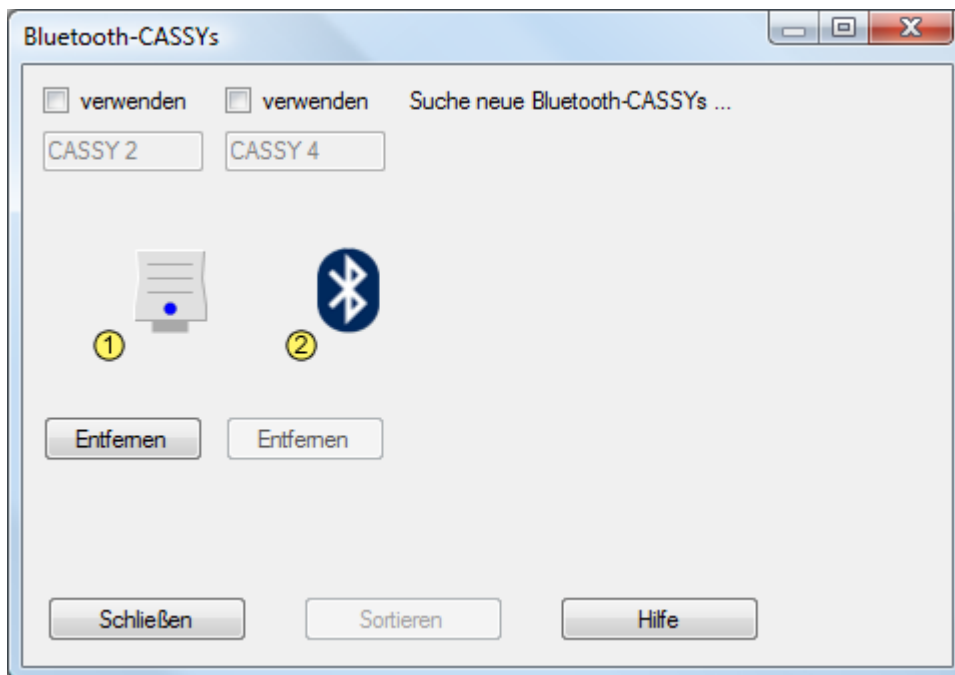 Bluetooth-CASSYs
verwenden verwenden Suche neue Bluetooth-CASSYs ...
CASSY 2 CASSY 4
1 2
Entfernen Entfernen
Schließen Sortieren Hilfe